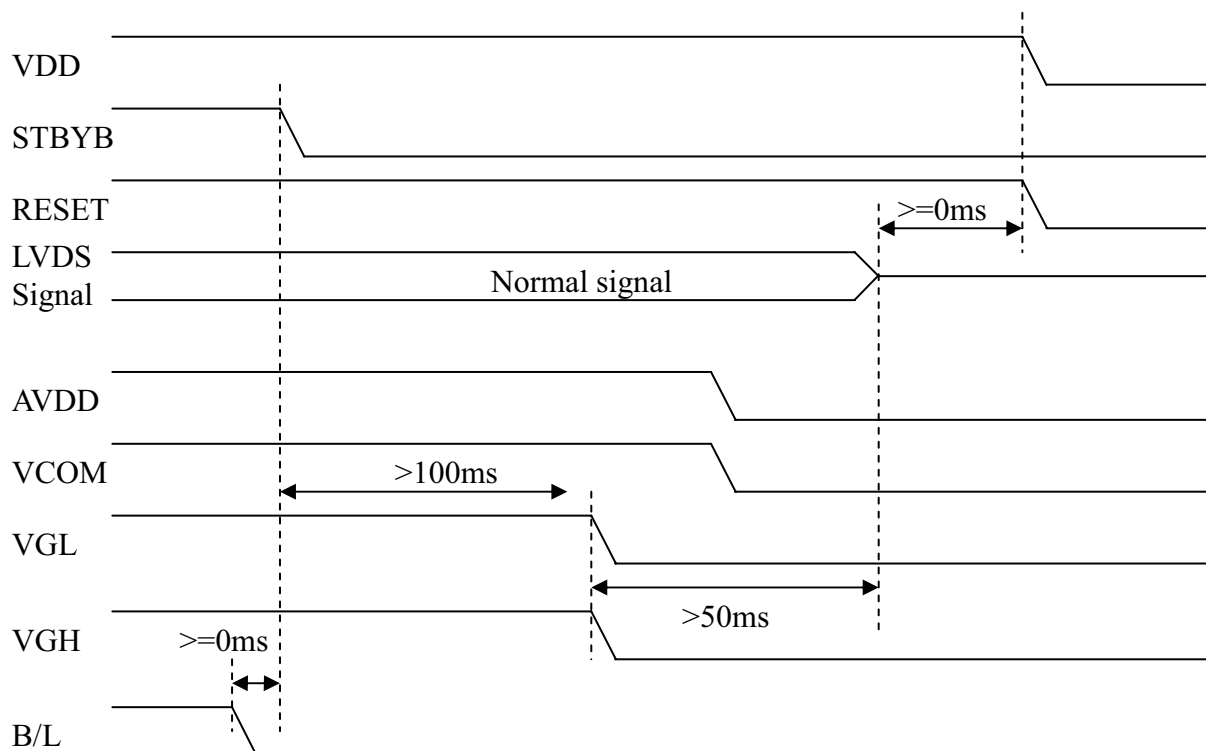 VDD
STBYB
RESET
>=0ms
LVDS
Signal
Normal signal
AVDD
VCOM
>100ms
VGL
>50ms
VGH
>=0ms
B/L